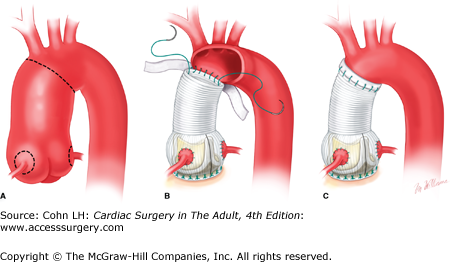 A B C
Source: Cohn LH: Cardiac Surgery in The Adult, 4th Edition:
www.accesssurgery.com
Copyright © The McGraw-Hill Companies, Inc. All rights reserved.